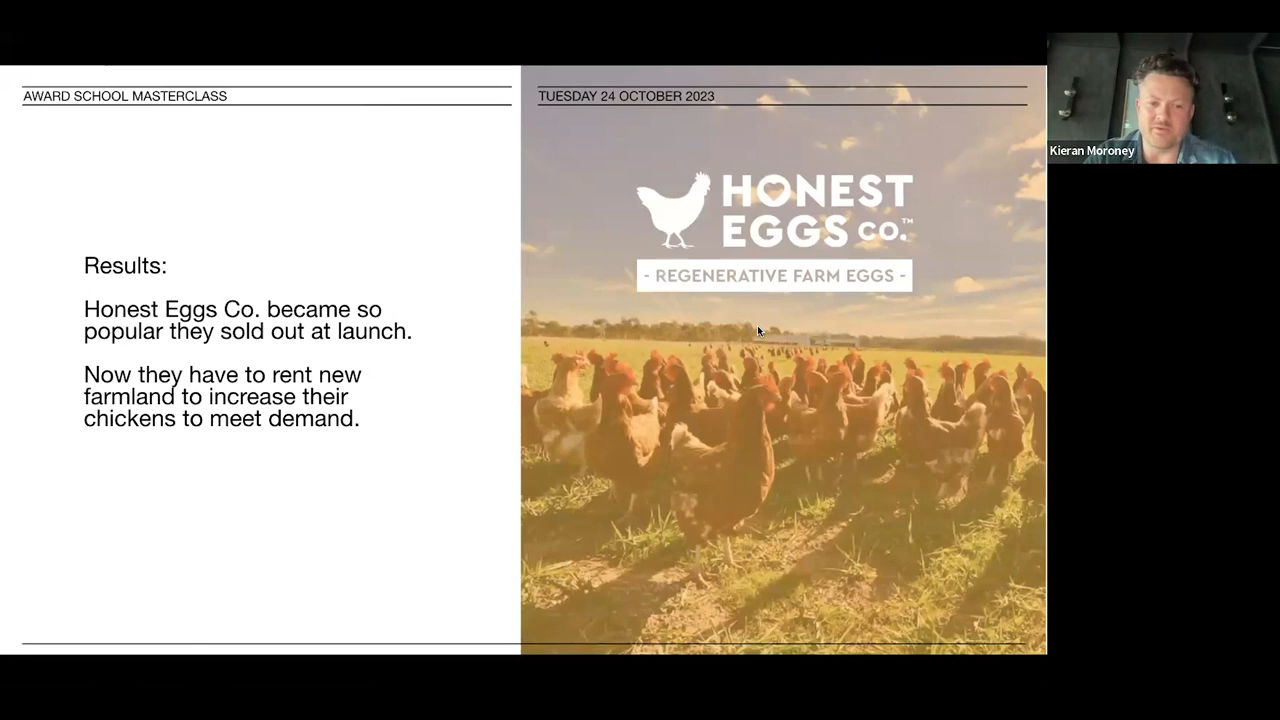 AWARD SCHOOL MASTERCLASS
TUESDAY 24 OCTOBER 2023
Kieran Moroney
HONEST
EGGS CO.™
- REGENERATIVE FARM EGGS -
Results:
Honest Eggs Co. became so
popular they sold out at launch.
Now they have to rent new
farmland to increase their
chickens to meet demand.